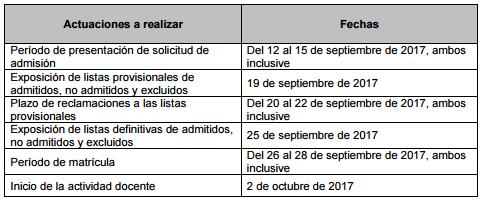 Actuaciones a realizar
Fechas
Período de presentación de solicitud de
admisión
Del 12 al 15 de septiembre de 2017, ambos
inclusive
Exposición de listas provisionales de
admitidos, no admitidos y excluidos
19 de septiembre de 2017
Plazo de reclamaciones a las listas
provisionales
Del 20 al 22 de septiembre de 2017, ambos
inclusive
Exposición de listas definitivas de admitidos,
no admitidos y excluidos
25 de septiembre de 2017
Período de matrícula
Del 26 al 28 de septiembre de 2017, ambos
inclusive
Inicio de la actividad docente
2 de octubre de 2017